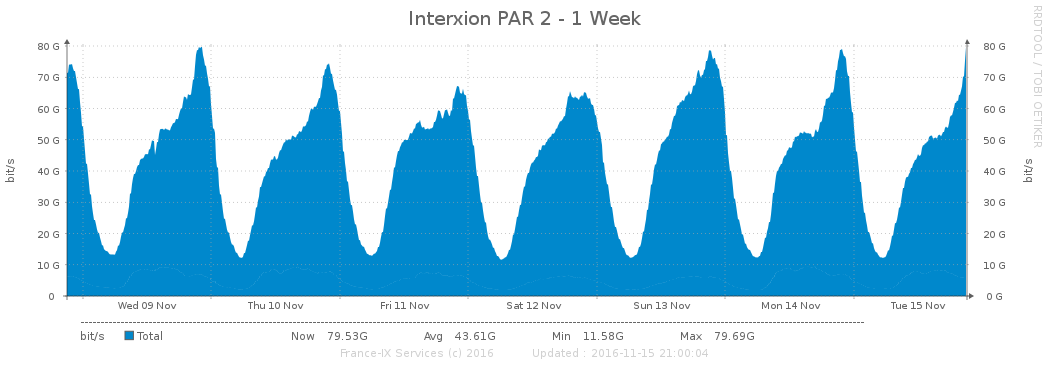 Interxion PAR 2 - 1 Week
RRDTOOL / TOBI OETIKER
bit/s
bit/s
80 G 80 G
70 G 70 G
60 G 60 G
50 G 50 G
40 G 40 G
30 G 30 G
20 G 20 G
10 G 10 G
0 0 G
Wed 09 Nov Thu 10 Nov Fri 11 Nov Sat 12 Nov Sun 13 Nov Mon 14 Nov Tue 15 Nov
bit/s Total Now 79.53G Avg 43.61G Min 11.58G Max 79.69G
France-IX Services (c) 2016 Updated : 2016-11-15 21:00:04